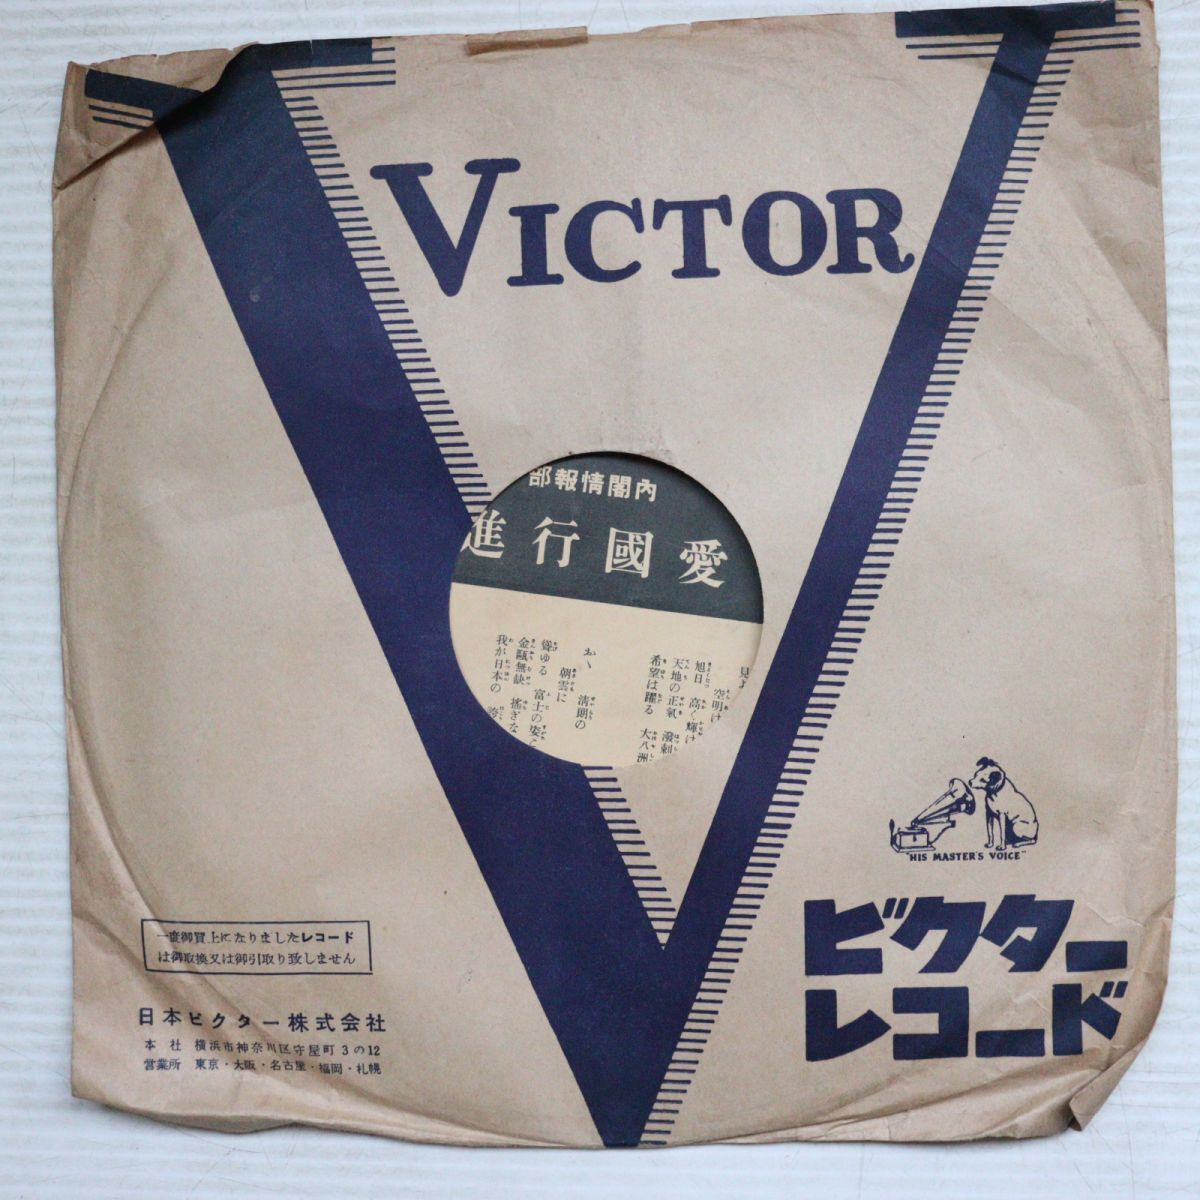 VICTOR
內閣情報部
愛國行進
見よ
空明け
旭日 高く輝け
天地の正氣 潑剌
希望は躍る 大八洲
おゝ 淸朗の
朝雲に
聳ゆる 富士の姿
金甌無缺 搖ぎな
我が日本の 誇
"HIS MASTER'S VOICE"
ビクター
レコード
一度御買上になりましたレコード
は御取換又は御引取り致しません
日本ビクター株式会社
本社 横浜市神奈川区守屋町3の12
営業所 東京・大阪・名古屋・福岡・札幌